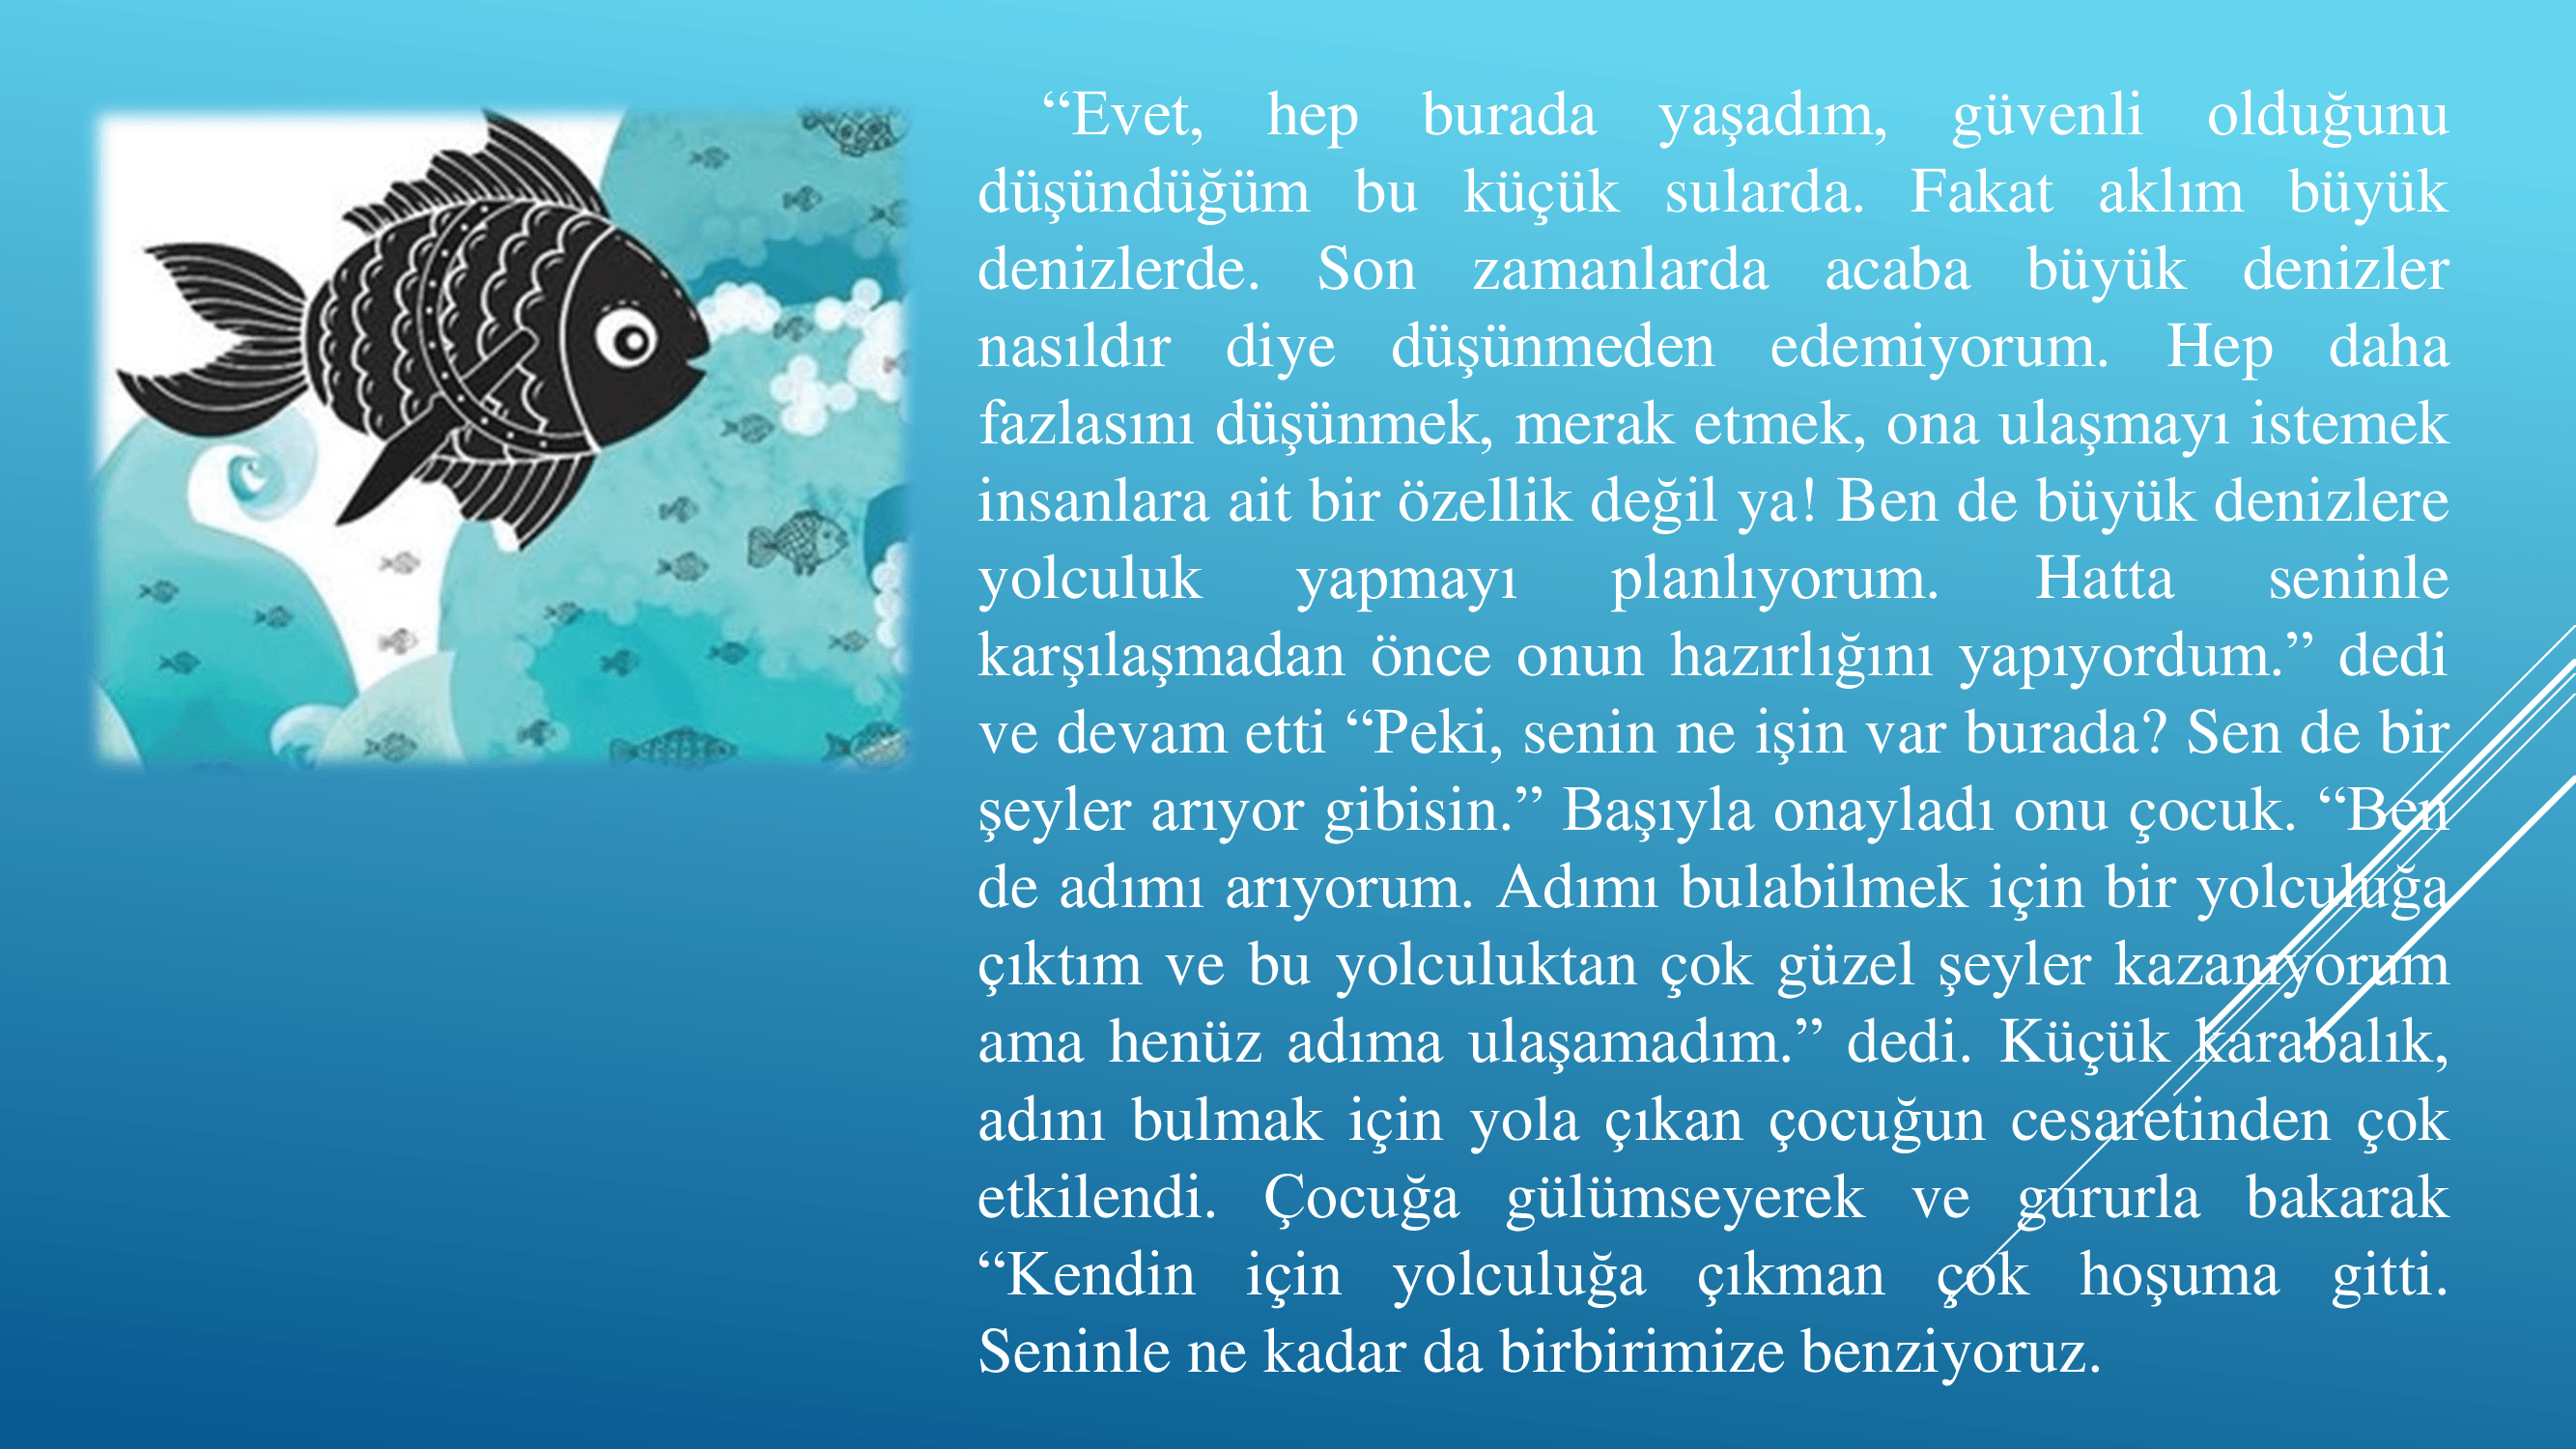 “Evet, hep burada yaşadım, güvenli olduğunu
düşündüğüm bu küçük sularda. Fakat aklım büyük
denizlerde. Son zamanlarda acaba büyük denizler
nasıldır diye düşünmeden edemiyorum. Hep daha
fazlasını düşünmek, merak etmek, ona ulaşmayı istemek
insanlara ait bir özellik değil ya! Ben de büyük denizlere
yolculuk yapmayı planlıyorum. Hatta seninle
karşılaşmadan önce onun hazırlığını yapıyordum.” dedi
ve devam etti “Peki, senin ne işin var burada? Sen de bir
şeyler arıyor gibisin.” Başıyla onayladı onu çocuk. “Ben
de adımı arıyorum. Adımı bulabilmek için bir yolculuğa
çıktım ve bu yolculuktan çok güzel şeyler kazanıyorum
ama henüz adıma ulaşamadım.” dedi. Küçük karabalık,
adını bulmak için yola çıkan çocuğun cesaretinden çok
etkilendi. Çocuğa gülümseyerek ve gururla bakarak
“Kendin için yolculuğa çıkman çok hoşuma gitti.
Seninle ne kadar da birbirimize benziyoruz.